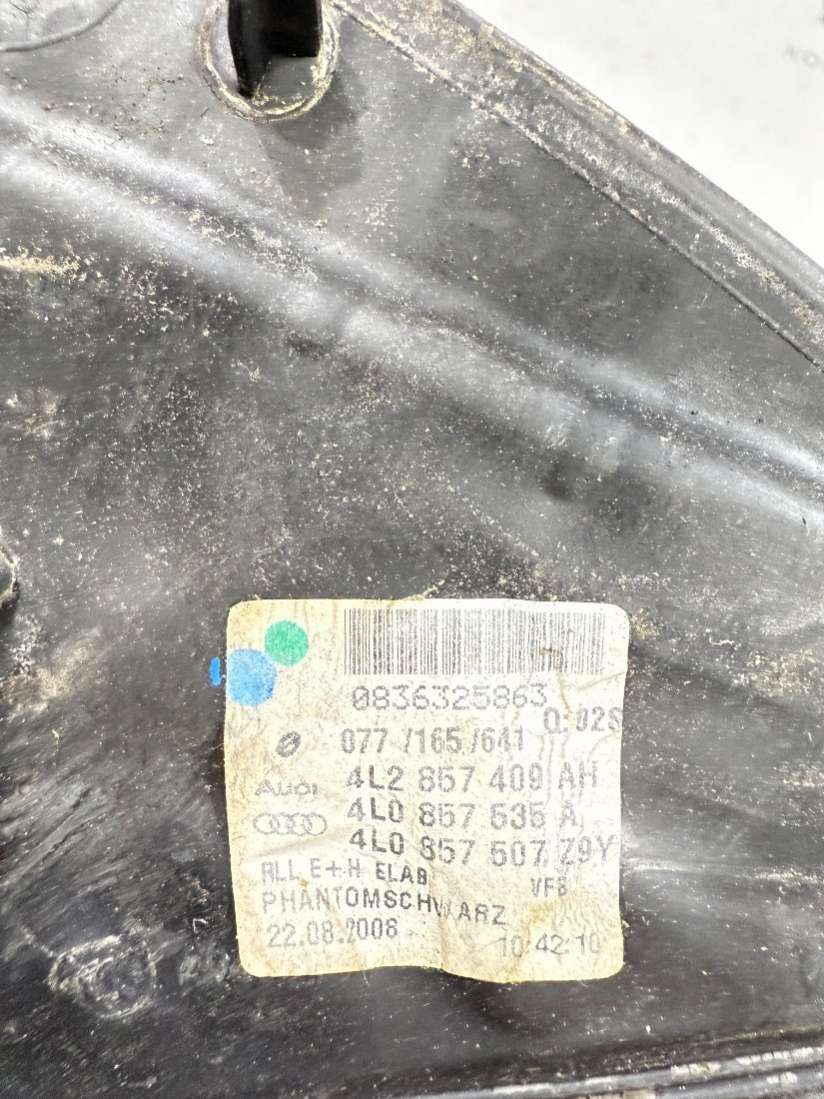 0836325863
0:02S
077 /165 /641
4L2 857 409 AH
Audi
4L0 857 535 A
4L0 857 507 Z9Y
RLL E+H ELAB
VF8
PHANTOMSCHWARZ
22.08.2008 10:42:10